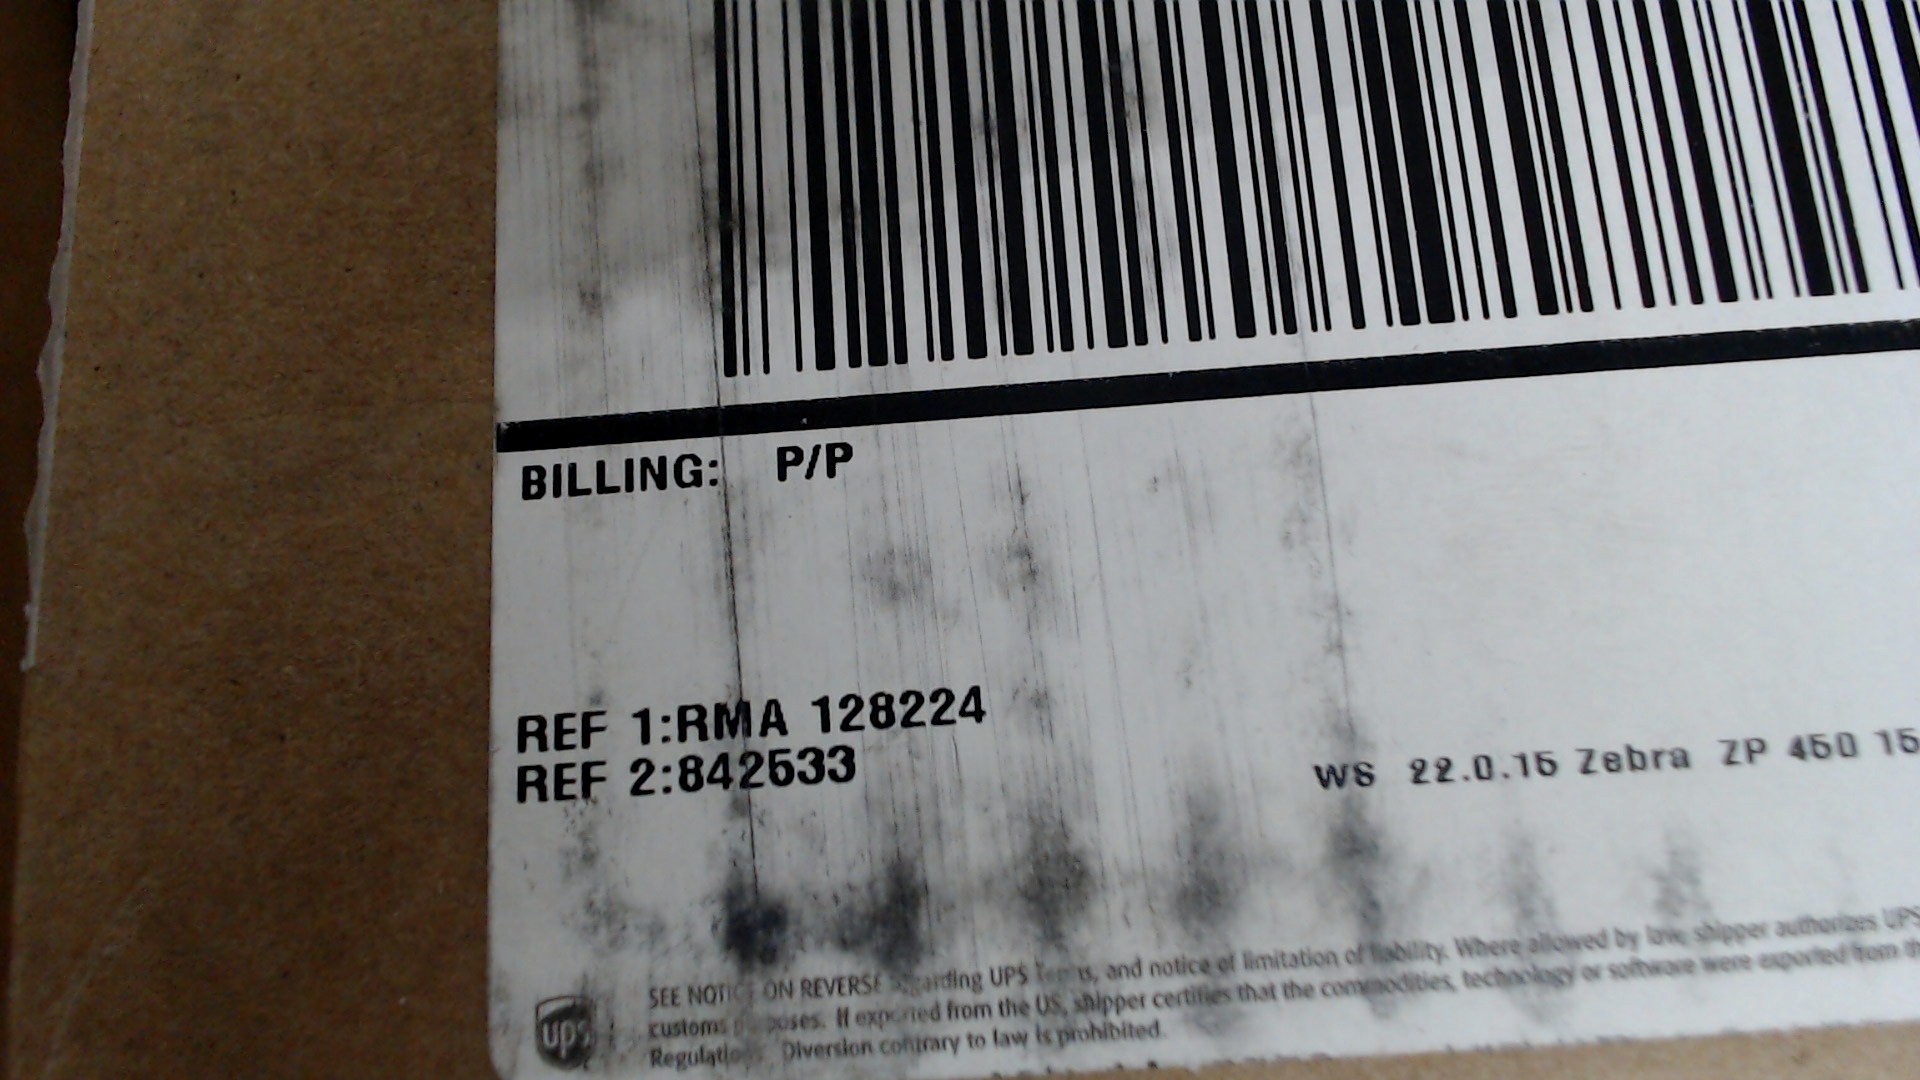 BILLING: P/P
REF 1:RMA 128224
REF 2:842533
WS 22.0.15 Zebra ZP 450 15
SEE NOTICE ON REVERSE regarding UPS Terms, and notice of limitation of liability. Where allowed by law, shipper authorizes UPS
customs purposes. If exported from the US, shipper certifies that the commodities, technology or software were exported from the
Regulations. Diversion contrary to law is prohibited.
ups